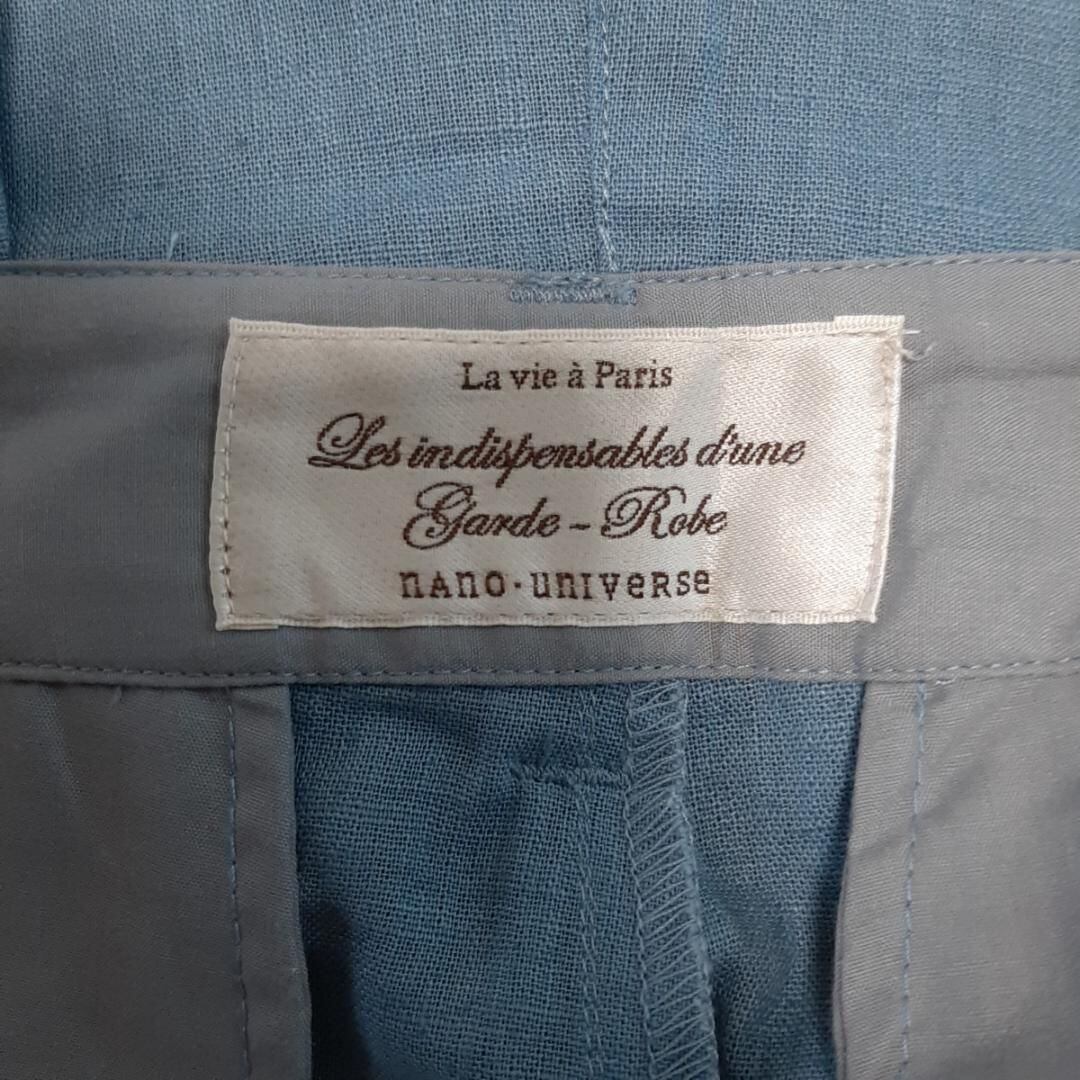 La vie à Paris
Les indispensables d'une
Garde - Robe
nAno·unIVeRSe